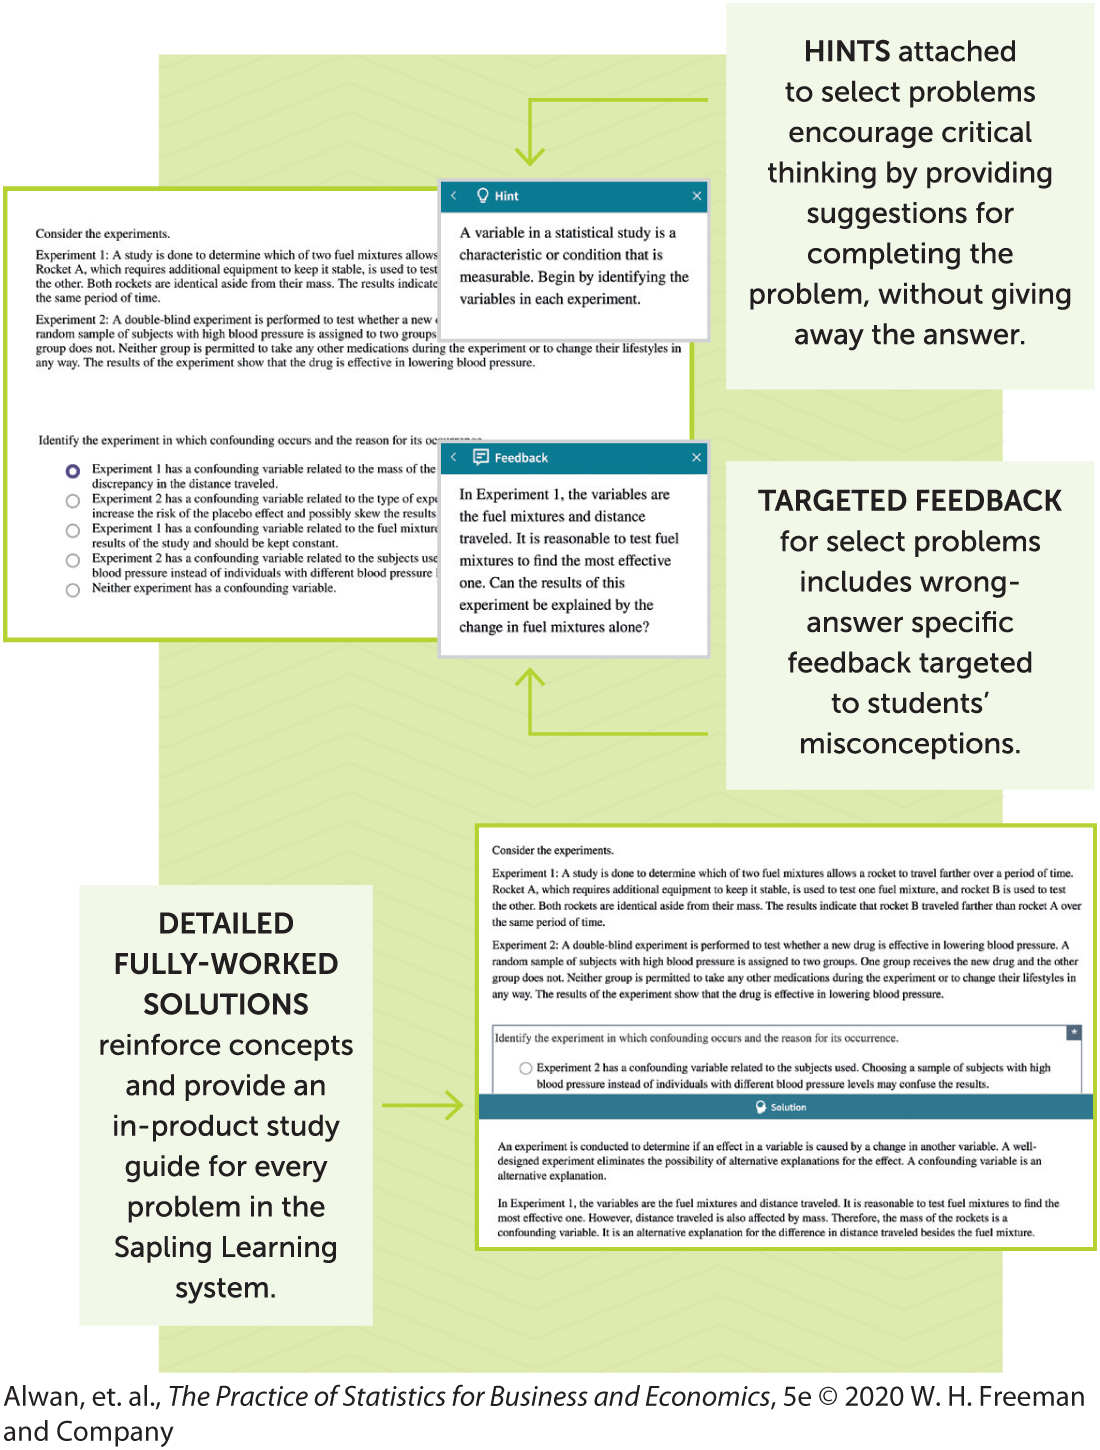 HINTS attached
to select problems
encourage critical
thinking by providing
suggestions for
completing the
problem, without giving
away the answer.
Consider the experiments.
Experiment 1: A study is done to determine which of two fuel mixtures allows
Rocket A, which requires additional equipment to keep it stable, is used to test
the other. Both rockets are identical aside from their mass. The results indicate
the same period of time.
Experiment 2: A double-blind experiment is performed to test whether a new
random sample of subjects with high blood pressure is assigned to two groups
group does not. Neither group is permitted to take any other medications during the experiment or to change their lifestyles in
any way. The results of the experiment show that the drug is effective in lowering blood pressure.
Hint
A variable in a statistical study is a
characteristic or condition that is
measurable. Begin by identifying the
variables in each experiment.
Identify the experiment in which confounding occurs and the reason for its
Experiment 1 has a confounding variable related to the mass of the
discrepancy in the distance traveled.
Experiment 2 has a confounding variable related to the type of expe
increase the risk of the placebo effect and possibly skew the results
Experiment 1 has a confounding variable related to the fuel mixture
results of the study and should be kept constant.
Experiment 2 has a confounding variable related to the subjects use
blood pressure instead of individuals with different blood pressure
Neither experiment has a confounding variable.
Feedback
In Experiment 1, the variables are
the fuel mixtures and distance
traveled. It is reasonable to test fuel
mixtures to find the most effective
one. Can the results of this
experiment be explained by the
change in fuel mixtures alone?
TARGETED FEEDBACK
for select problems
includes wrong-
answer specific
feedback targeted
to students’
misconceptions.
DETAILED
FULLY-WORKED
SOLUTIONS
reinforce concepts
and provide an
in-product study
guide for every
problem in the
Sapling Learning
system.
Consider the experiments.
Experiment 1: A study is done to determine which of two fuel mixtures allows a rocket to travel farther over a period of time.
Rocket A, which requires additional equipment to keep it stable, is used to test one fuel mixture, and rocket B is used to test
the other. Both rockets are identical aside from their mass. The results indicate that rocket B traveled farther than rocket A over
the same period of time.
Experiment 2: A double-blind experiment is performed to test whether a new drug is effective in lowering blood pressure. A
random sample of subjects with high blood pressure is assigned to two groups. One group receives the new drug and the other
group does not. Neither group is permitted to take any other medications during the experiment or to change their lifestyles in
any way. The results of the experiment show that the drug is effective in lowering blood pressure.
Identify the experiment in which confounding occurs and the reason for its occurrence.
Experiment 2 has a confounding variable related to the subjects used. Choosing a sample of subjects with high
blood pressure instead of individuals with different blood pressure levels may confuse the results.
Solution
An experiment is conducted to determine if an effect in a variable is caused by a change in another variable. A well-
designed experiment eliminates the possibility of alternative explanations for the effect. A confounding variable is an
alternative explanation.
In Experiment 1, the variables are the fuel mixtures and distance traveled. It is reasonable to test fuel mixtures to find the
most effective one. However, distance traveled is also affected by mass. Therefore, the mass of the rockets is a
confounding variable. It is an alternative explanation for the difference in distance traveled besides the fuel mixture.
Alwan, et. al., The Practice of Statistics for Business and Economics, 5e © 2020 W. H. Freeman
and Company